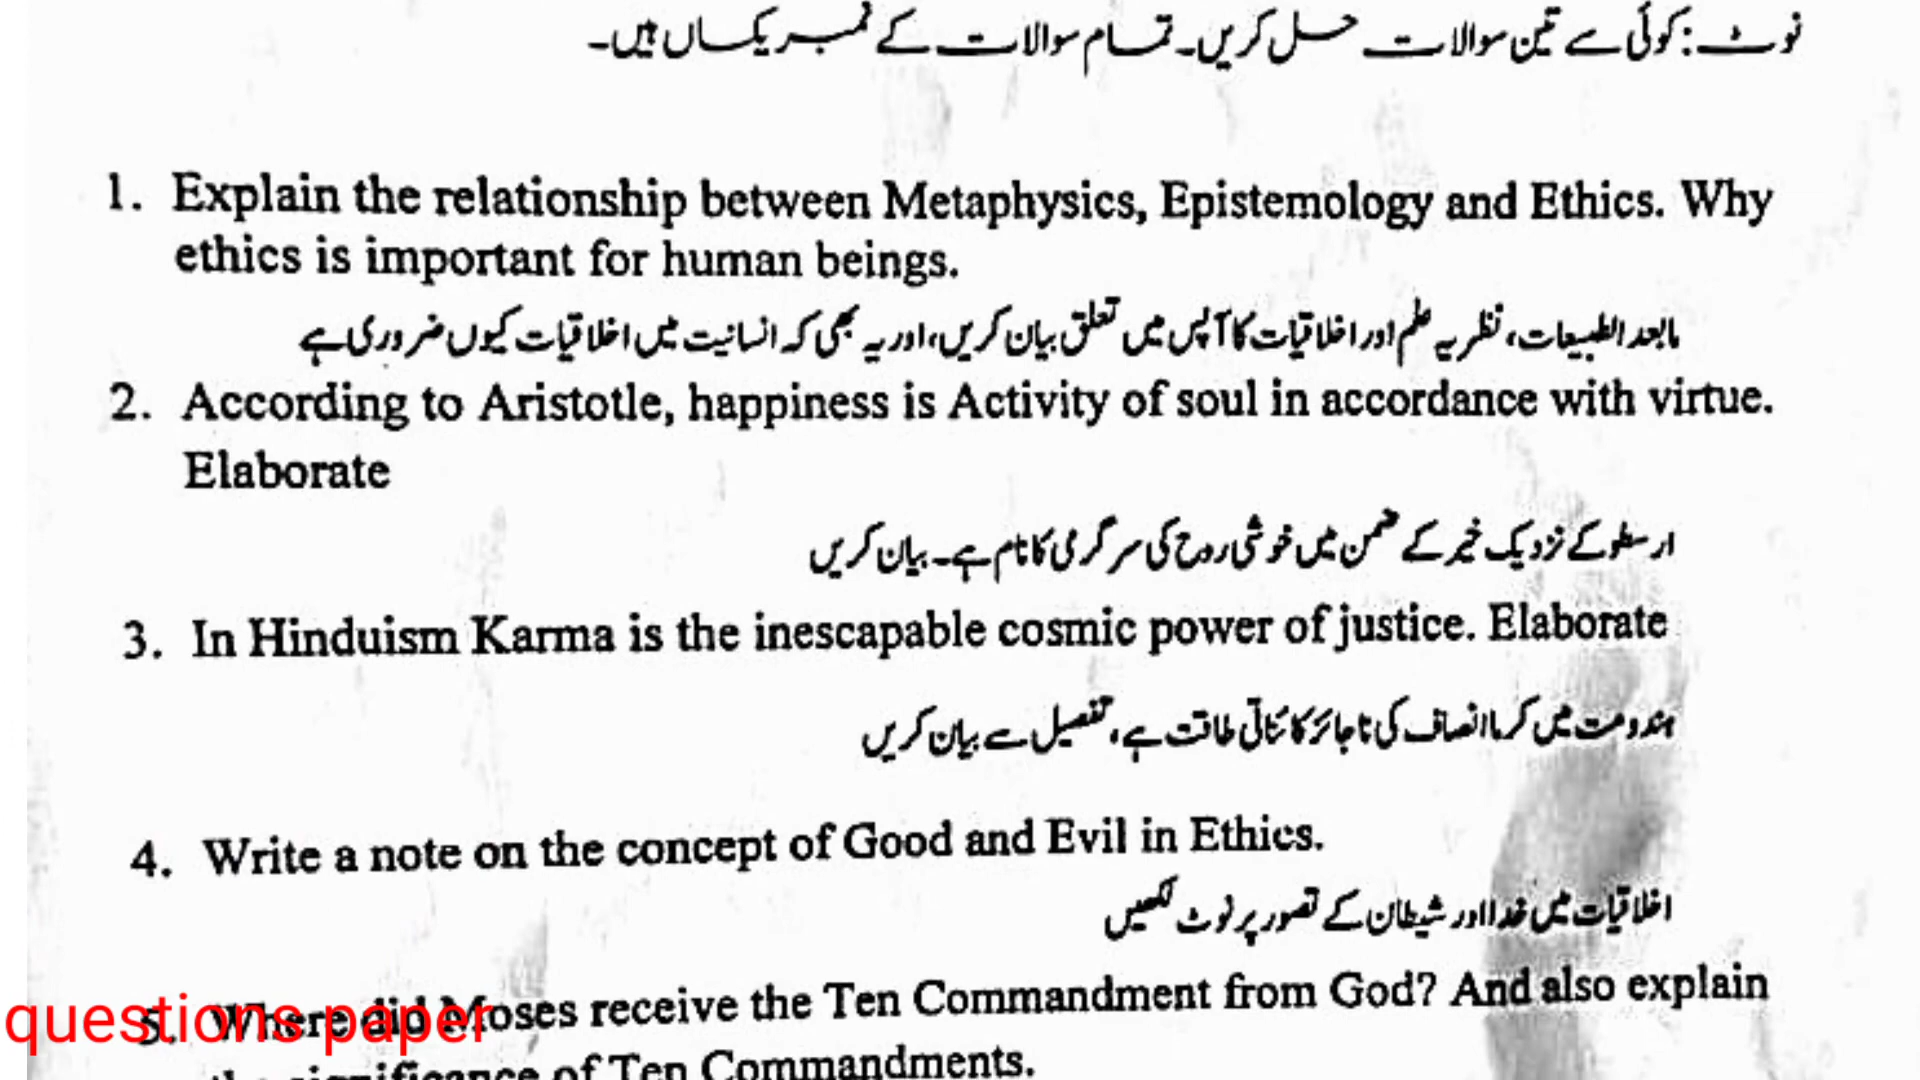 نوٹ: کوئی سے تین سوالات حل کریں۔ تمام سوالات کے نمبر یکساں ہیں۔
1. Explain the relationship between Metaphysics, Epistemology and Ethics. Why
ethics is important for human beings.
مابعد الطبیعات، نظریہ علم اور اخلاقیات کا آپس میں تعلق بیان کریں، اور یہ بھی کہ انسانیت میں اخلاقیات کیوں ضروری ہے
2. According to Aristotle, happiness is Activity of soul in accordance with virtue.
Elaborate
ارسطو کے نزدیک خیر کے ضمن میں خوشی روح کی سرگرمی کا نام ہے۔ بیان کریں
3. In Hinduism Karma is the inescapable cosmic power of justice. Elaborate
ہندومت میں کرما انصاف کی ناجائز کائناتی طاقت ہے، تفصیل سے بیان کریں
4. Write a note on the concept of Good and Evil in Ethics.
اخلاقیات میں خدا اور شیطان کے تصور پر نوٹ لکھیں
5. Where did Moses receive the Ten Commandment from God? And also explain
questions paper
the significance of Ten Commandments.